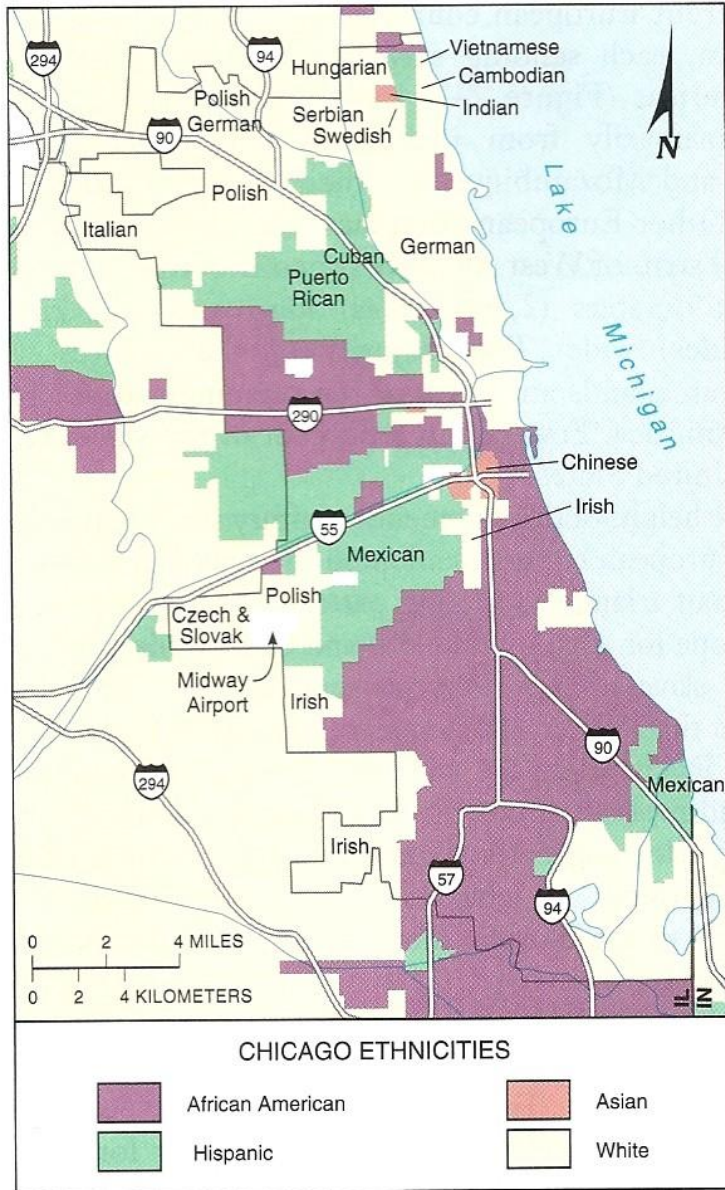 294
94
Hungarian
Vietnamese
Cambodian
Indian
Polish
German
Serbian
Swedish
90
N
Polish
Italian
Lake
Michigan
German
Cuban
Puerto
Rican
290
Chinese
Irish
55
Mexican
Polish
Czech &
Slovak
Midway
Airport
Irish
90
294
Mexican
Irish
57
94
0 2 4 MILES
0 2 4 KILOMETERS
IL
IN
CHICAGO ETHNICITIES
African American
Asian
Hispanic
White